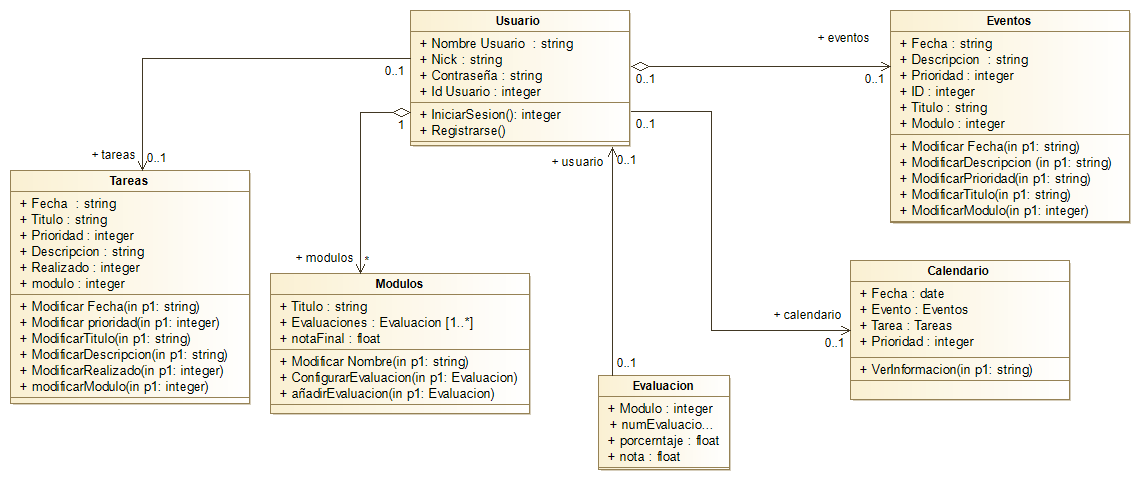 Usuario
+ Nombre Usuario : string
+ Nick : string
+ Contraseña : string
+ Id Usuario : integer
+ IniciarSesion(): integer
+ Registrarse()
Eventos
+ Fecha : string
+ Descripcion : string
+ Prioridad : integer
+ ID : integer
+ Titulo : string
+ Modulo : integer
+ Modificar Fecha(in p1: string)
+ ModificarDescripcion (in p1: string)
+ ModificarPrioridad(in p1: string)
+ ModificarTitulo(in p1: string)
+ ModificarModulo(in p1: integer)
+ eventos
0..1
0..1
0..1
+ tareas
0..1
1
+ modulos
*
0..1
+ calendario
0..1
+ usuario
0..1
0..1
Tareas
+ Fecha : string
+ Titulo : string
+ Prioridad : integer
+ Descripcion : string
+ Realizado : integer
+ modulo : integer
+ Modificar Fecha(in p1: string)
+ Modificar prioridad(in p1: integer)
+ ModificarTitulo(in p1: string)
+ ModificarDescripcion(in p1: string)
+ ModificarRealizado(in p1: integer)
+ modificarModulo(in p1: integer)
Modulos
+ Titulo : string
+ Evaluaciones : Evaluacion [1..*]
+ notaFinal : float
+ Modificar Nombre(in p1: string)
+ ConfigurarEvaluacion(in p1: Evaluacion)
+ añadirEvaluacion(in p1: Evaluacion)
Calendario
+ Fecha : date
+ Evento : Eventos
+ Tarea : Tareas
+ Prioridad : integer
+ VerInformacion(in p1: string)
Evaluacion
+ Modulo : integer
+ numEvaluacio...
+ porcerntaje : float
+ nota : float